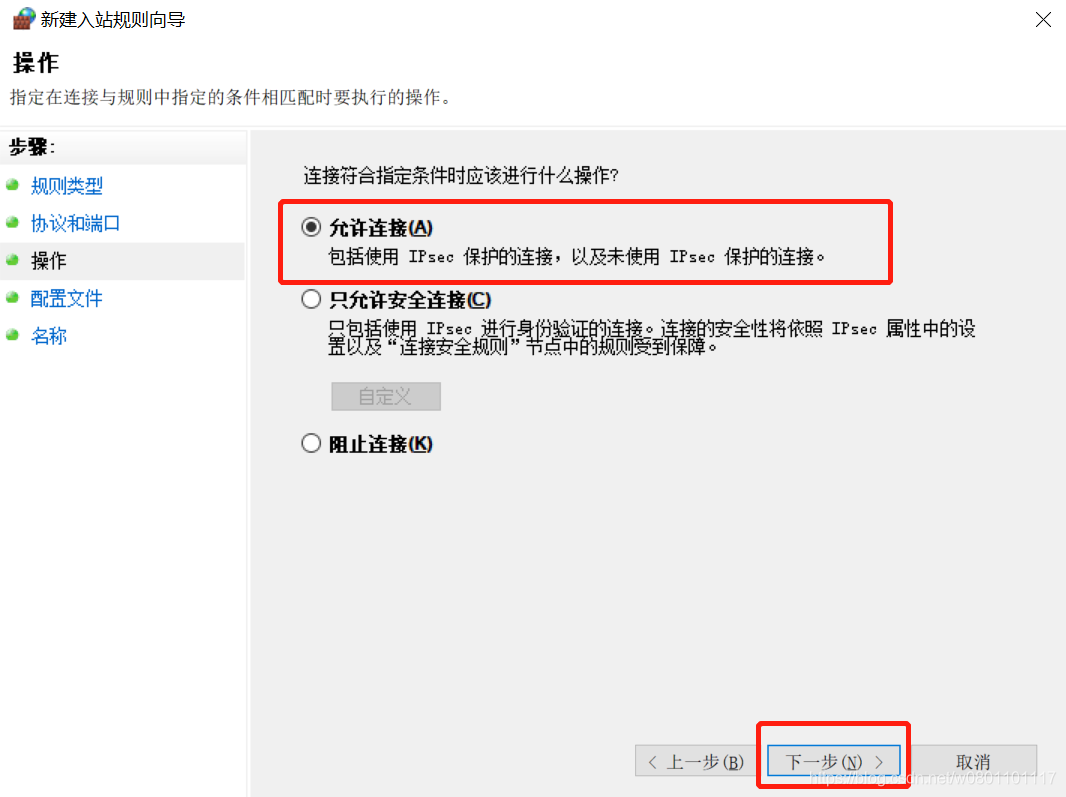 新建入站规则向导
操作
指定在连接与规则中指定的条件相匹配时要执行的操作。
步骤:
规则类型
协议和端口
操作
配置文件
名称
连接符合指定条件时应该进行什么操作?
允许连接(A)
包括使用 IPsec 保护的连接，以及未使用 IPsec 保护的连接。
只允许安全连接(C)
只包括使用 IPsec 进行身份验证的连接。连接的安全性将依照 IPsec 属性中的设
置以及“连接安全规则”节点中的规则受到保障。
自定义
阻止连接(K)
< 上一步(B)
下一步(N) >
取消
https://blog.csdn.net/w0801101117